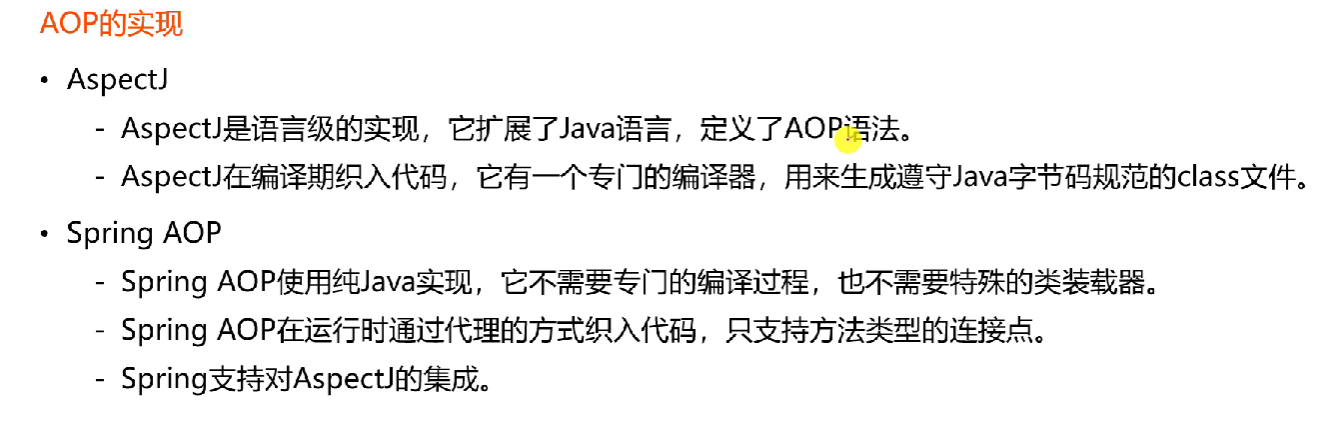 AOP的实现
• AspectJ
- AspectJ是语言级的实现，它扩展了Java语言，定义了AOP语法。
- AspectJ在编译期织入代码，它有一个专门的编译器，用来生成遵守Java字节码规范的class文件。
• Spring AOP
- Spring AOP使用纯Java实现，它不需要专门的编译过程，也不需要特殊的类装载器。
- Spring AOP在运行时通过代理的方式织入代码，只支持方法类型的连接点。
- Spring支持对AspectJ的集成。